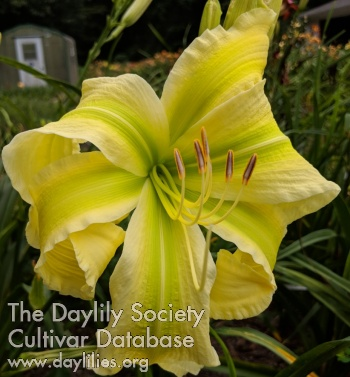 The Daylily Society
Cultivar Database
www.daylilies.org